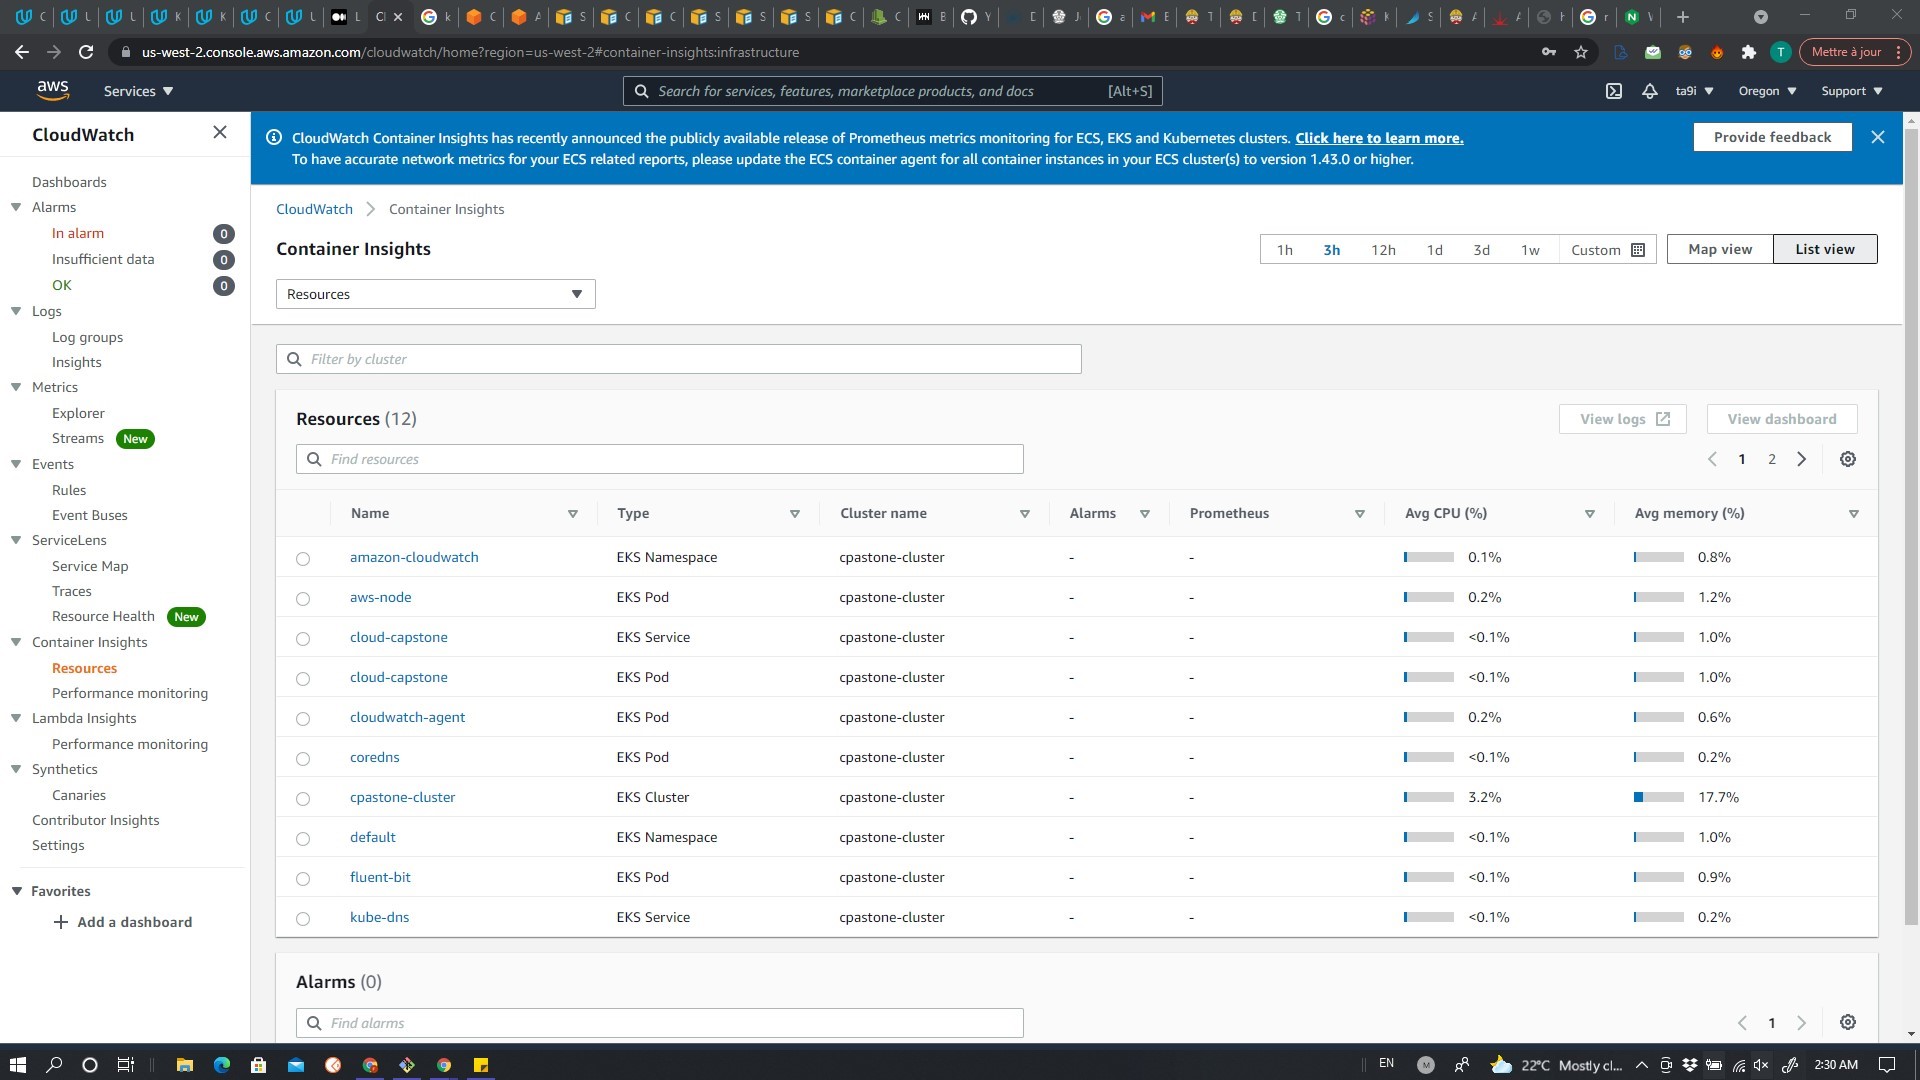 us-west-2.console.aws.amazon.com/cloudwatch/home?region=us-west-2#container-insights:infrastructure
T
Mettre à jour
aws
Services
Search for services, features, marketplace products, and docs
[Alt+S]
ta9i
Oregon
Support
CloudWatch
CloudWatch Container Insights has recently announced the publicly available release of Prometheus metrics monitoring for ECS, EKS and Kubernetes clusters. Click here to learn more.
To have accurate network metrics for your ECS related reports, please update the ECS container agent for all container instances in your ECS cluster(s) to version 1.43.0 or higher.
Provide feedback
Dashboards
Alarms
In alarm 0
Insufficient data 0
OK 0
Logs
Log groups
Insights
Metrics
Explorer
Streams New
Events
Rules
Event Buses
ServiceLens
Service Map
Traces
Resource Health New
Container Insights
Resources
Performance monitoring
Lambda Insights
Performance monitoring
Synthetics
Canaries
Contributor Insights
Settings
Favorites
Add a dashboard
CloudWatch > Container Insights
Container Insights
1h 3h 12h 1d 3d 1w Custom
Map view List view
Resources
Filter by cluster
Resources (12)
View logs
View dashboard
Find resources
1 2
Name Type Cluster name Alarms Prometheus Avg CPU (%) Avg memory (%)
amazon-cloudwatch EKS Namespace cpastone-cluster - - 0.1% 0.8%
aws-node EKS Pod cpastone-cluster - - 0.2% 1.2%
cloud-capstone EKS Service cpastone-cluster - - <0.1% 1.0%
cloud-capstone EKS Pod cpastone-cluster - - <0.1% 1.0%
cloudwatch-agent EKS Pod cpastone-cluster - - 0.2% 0.6%
coredns EKS Pod cpastone-cluster - - <0.1% 0.2%
cpastone-cluster EKS Cluster cpastone-cluster - - 3.2% 17.7%
default EKS Namespace cpastone-cluster - - <0.1% 1.0%
fluent-bit EKS Pod cpastone-cluster - - <0.1% 0.9%
kube-dns EKS Service cpastone-cluster - - <0.1% 0.2%
Alarms (0)
Find alarms
1
EN
22°C Mostly cl...
2:30 AM